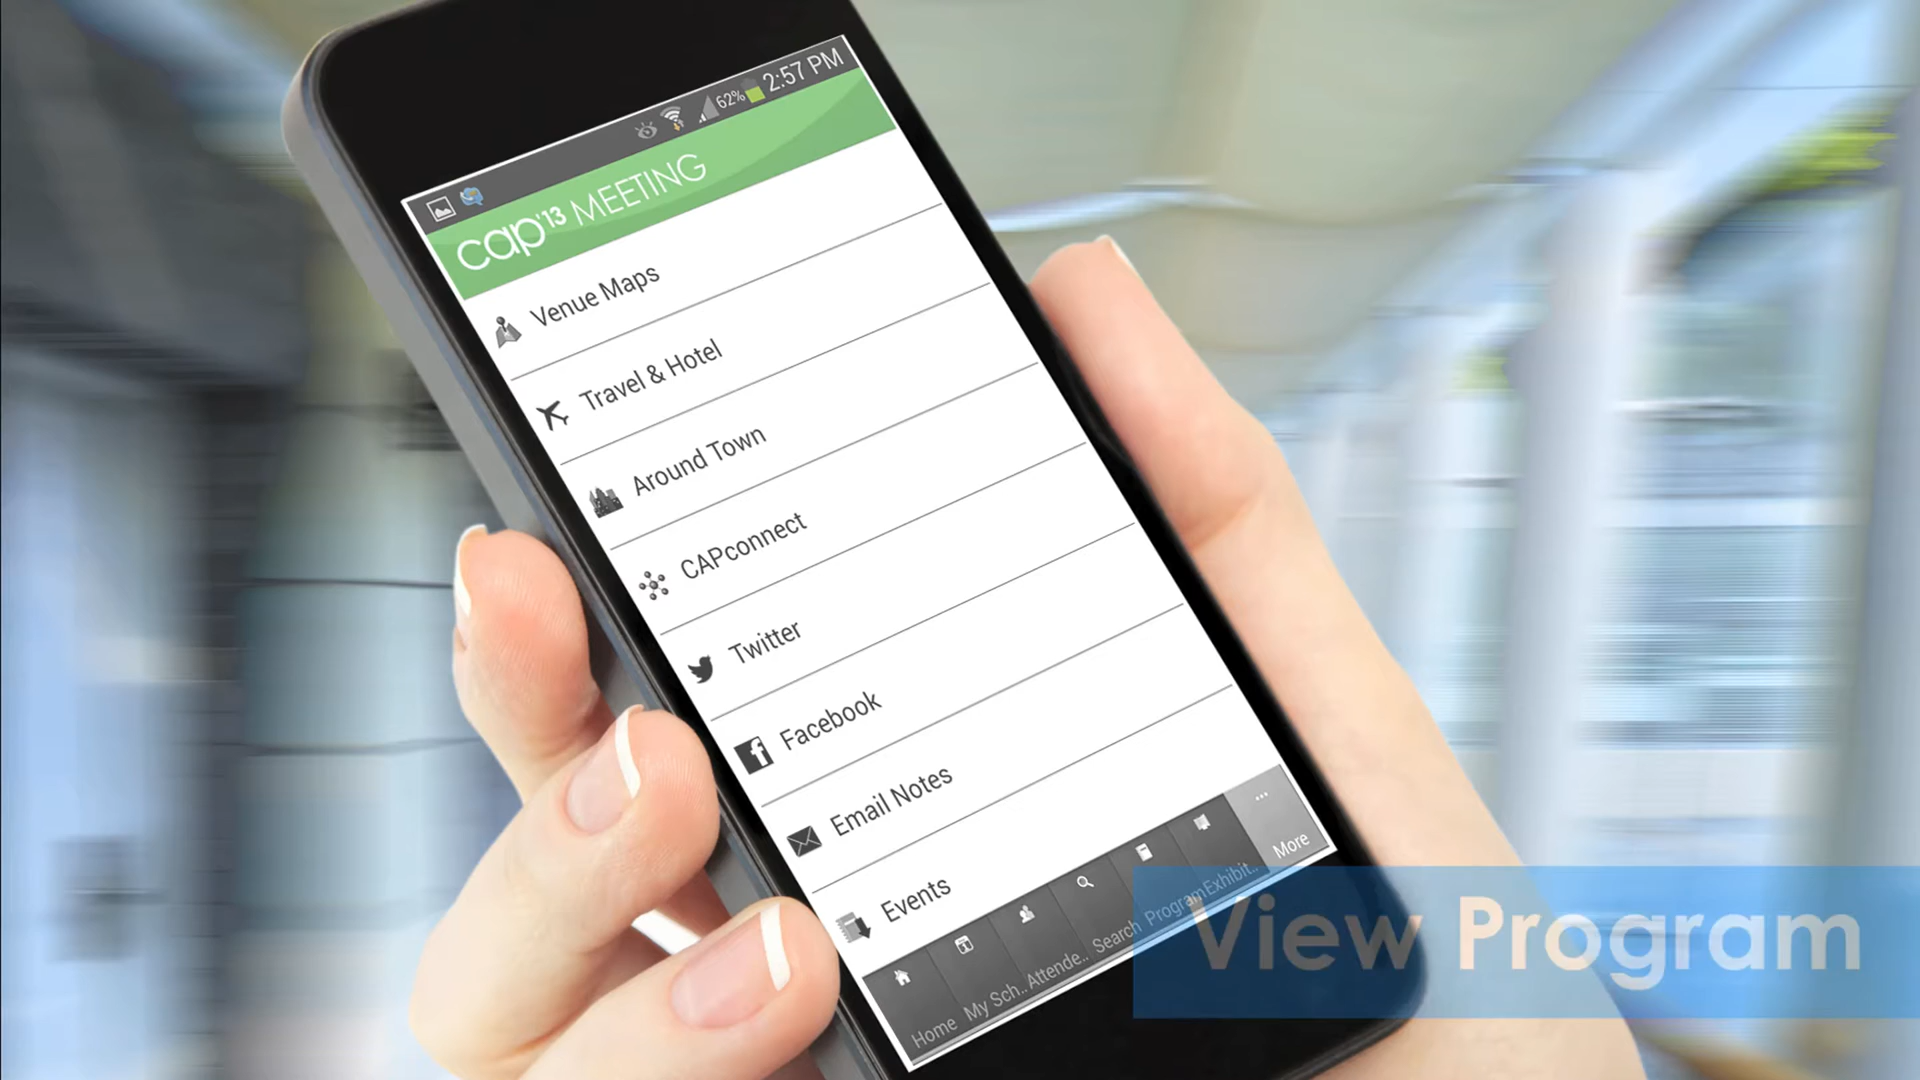 62% 2:57 PM
cap'13 MEETING
Venue Maps
Travel & Hotel
Around Town
CAPconnect
Twitter
Facebook
Email Notes
Events
Home
My Sch..
Attende..
Search
Program
Exhibit..
More
View Program